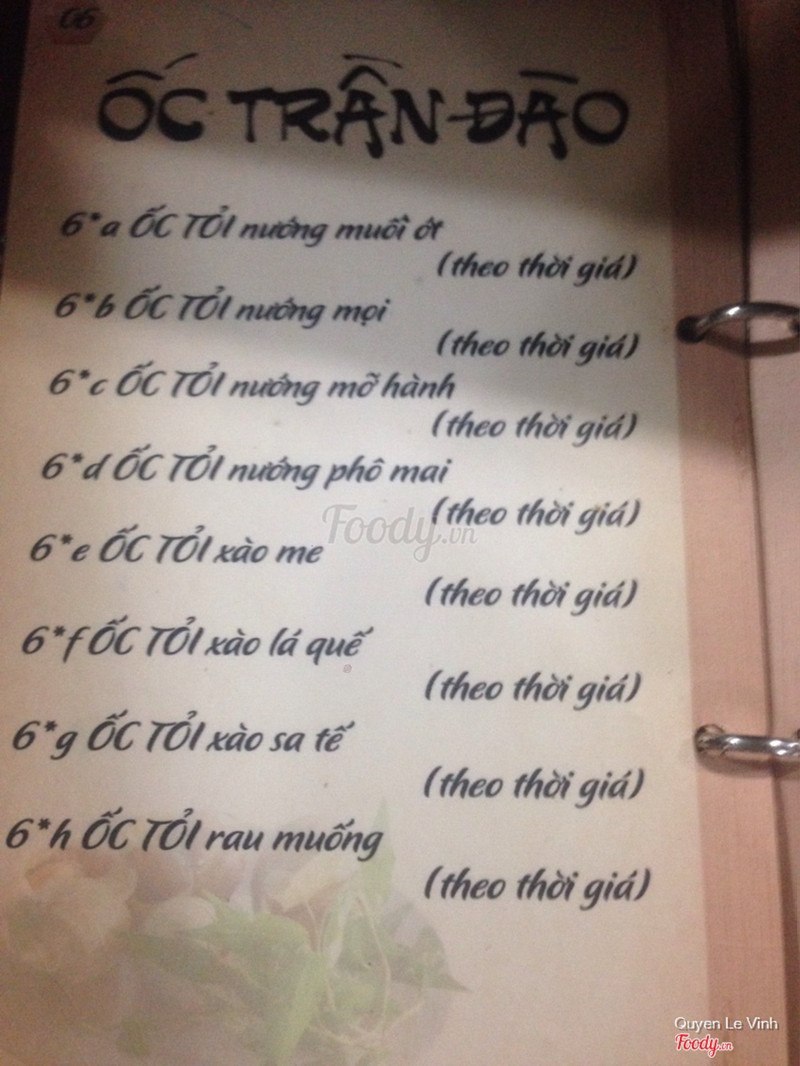 06
ỐC TRẦN-ĐÀO
6*a ỐC TỎI nướng muối ớt
(theo thời giá)
6*b ỐC TỎI nướng mọi
(theo thời giá)
6*c ỐC TỎI nướng mỡ hành
(theo thời giá)
6*d ỐC TỎI nướng phô mai
(theo thời giá)
Foody.vn
6*e ỐC TỎI xào me
(theo thời giá)
6*f ỐC TỎI xào lá quế
(theo thời giá)
6*g ỐC TỎI xào sa tế
(theo thời giá)
6*h ỐC TỎI rau muống
(theo thời giá)
Quyen Le Vinh
Foody.vn